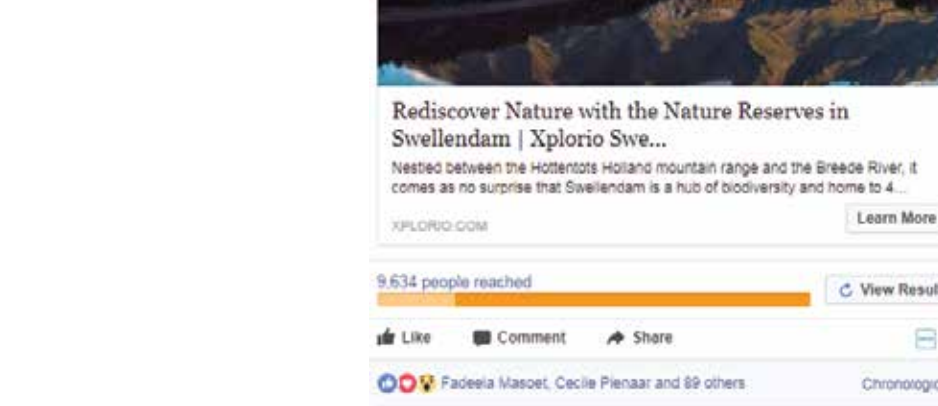 Rediscover Nature with the Nature Reserves in
Swellendam | Xplorio Swe...
Nestled between the Hottentots Holland mountain range and the Breede River, it
comes as no surprise that Swellendam is a hub of biodiversity and home to 4...
XPLORIO.COM
Learn More
9,634 people reached
View Resul
Like Comment Share
Fadeela Masoet, Cecile Pienaar and 89 others
Chronologic